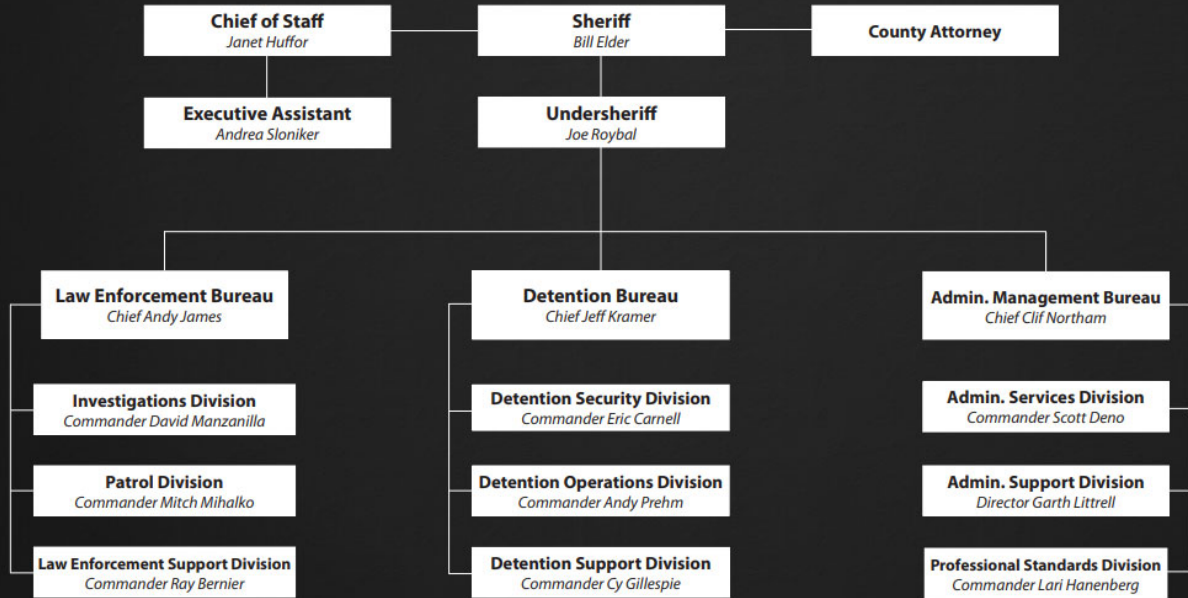 Chief of Staff
Janet Huffor
Sheriff
Bill Elder
County Attorney
Executive Assistant
Andrea Sloniker
Undersheriff
Joe Roybal
Law Enforcement Bureau
Chief Andy James
Detention Bureau
Chief Jeff Kramer
Admin. Management Bureau
Chief Clif Northam
Investigations Division
Commander David Manzanilla
Detention Security Division
Commander Eric Carnell
Admin. Services Division
Commander Scott Deno
Patrol Division
Commander Mitch Mihalko
Detention Operations Division
Commander Andy Prehm
Admin. Support Division
Director Garth Littrell
Law Enforcement Support Division
Commander Ray Bernier
Detention Support Division
Commander Cy Gillespie
Professional Standards Division
Commander Lari Hanenberg